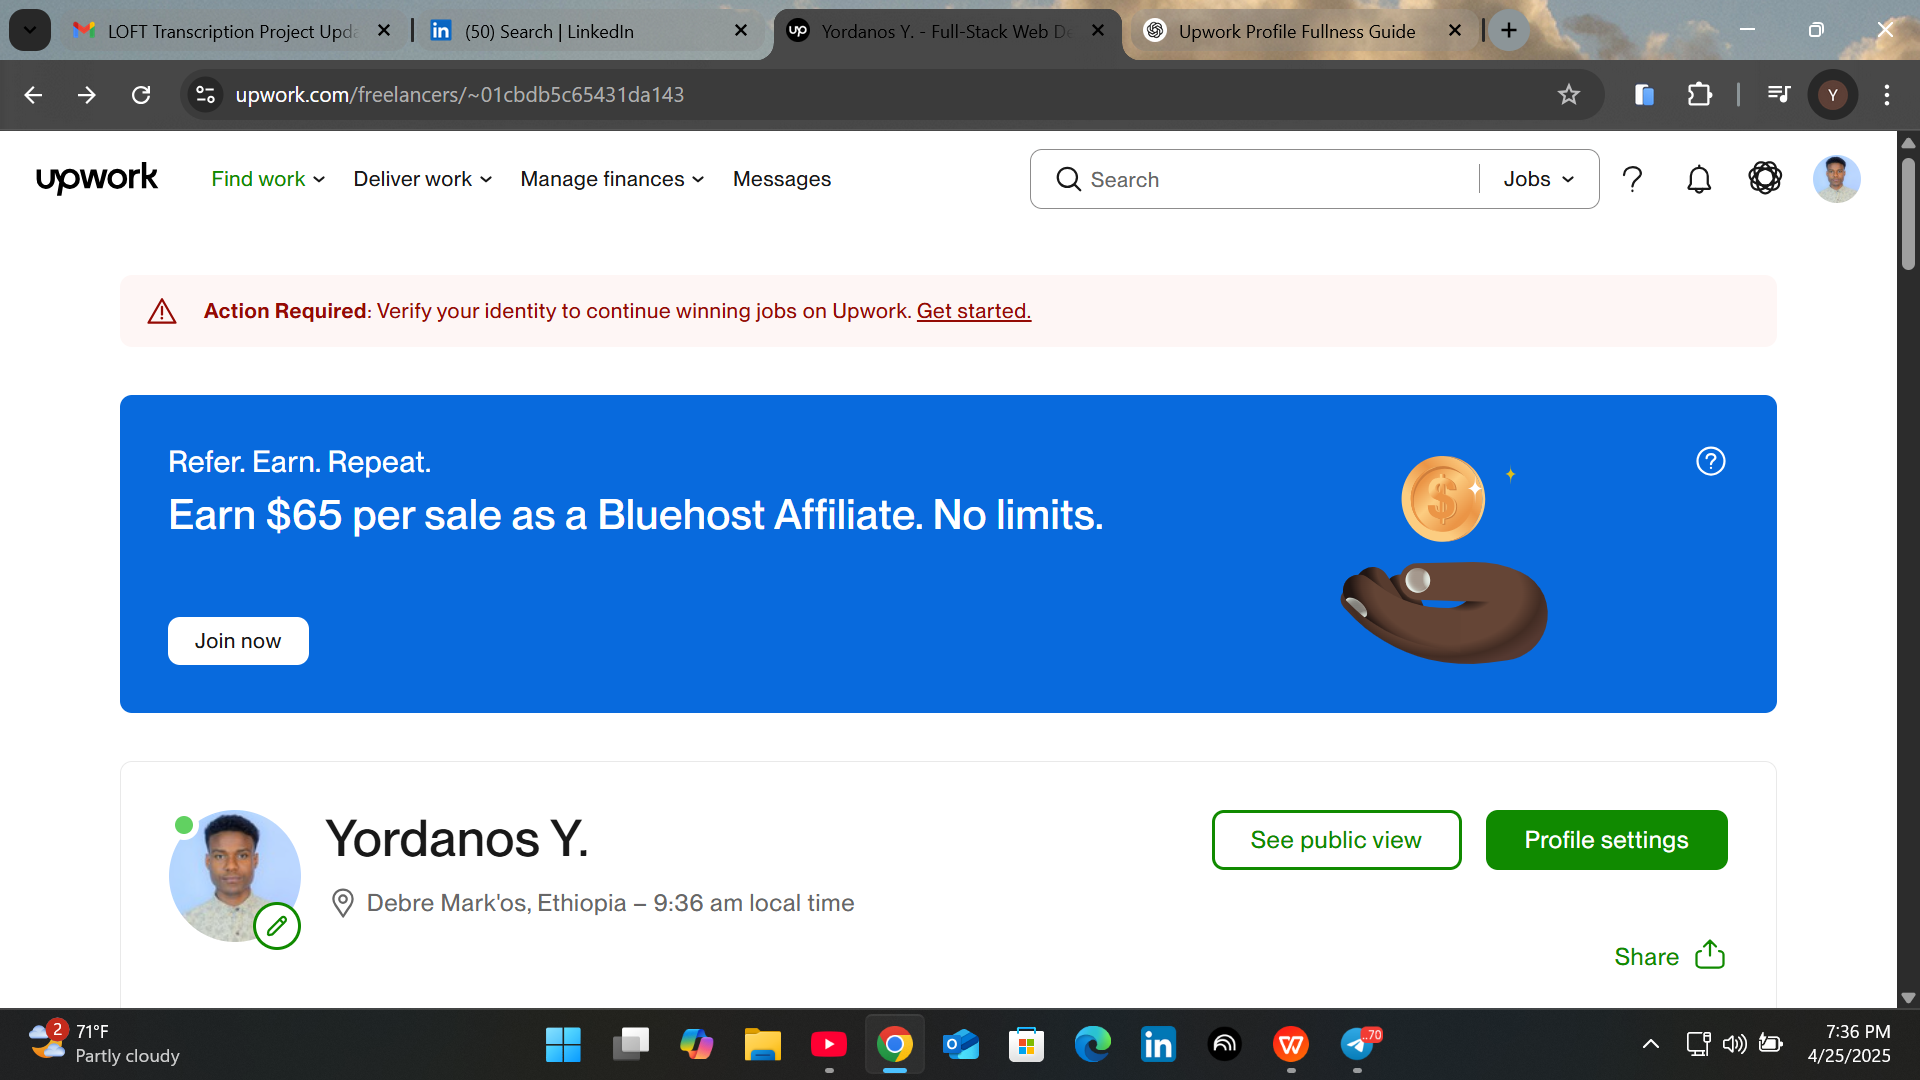 LOFT Transcription Project Upda
(50) Search | LinkedIn
Yordanos Y. - Full-Stack Web De
Upwork Profile Fullness Guide
upwork.com/freelancers/~01cbdb5c65431da143
Y
upwork
Find work
Deliver work
Manage finances
Messages
Search
Jobs
Action Required: Verify your identity to continue winning jobs on Upwork. Get started.
Refer. Earn. Repeat.
Earn $65 per sale as a Bluehost Affiliate. No limits.
Join now
Yordanos Y.
Debre Mark'os, Ethiopia – 9:36 am local time
See public view
Profile settings
Share
2
71°F
Partly cloudy
..70
7:36 PM
4/25/2025